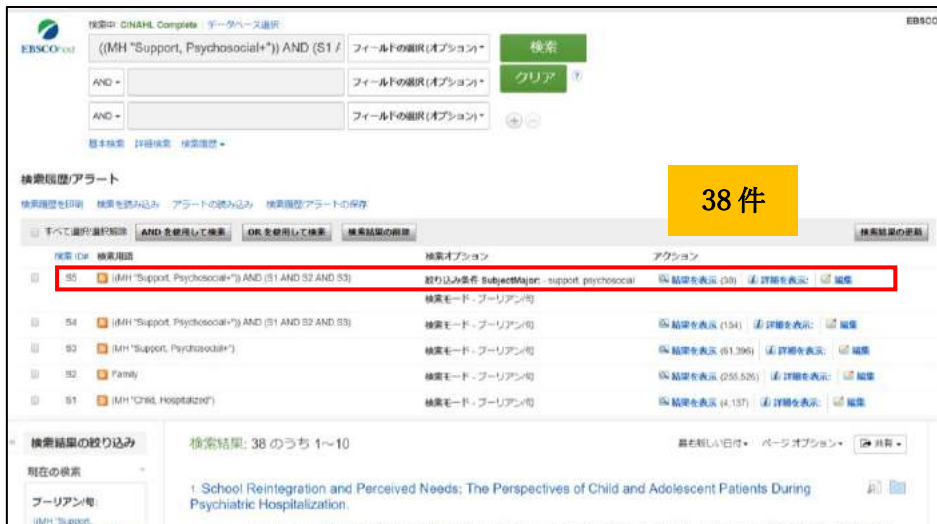 検索中: CINAHL Complete データベース選択
EBSCO
EBSCOhost
((MH "Support, Psychosocial+")) AND (S1 A
フィールドの選択(オプション)
検索
AND
フィールドの選択(オプション)
クリア
AND
フィールドの選択(オプション)
基本検索 詳細検索 検索履歴
検索履歴/アラート
38 件
検索履歴を印刷 検索を読み込み アラートの読み込み 検索履歴/アラートの保存
すべて選択/選択解除 AND を使用して検索 OR を使用して検索 検索結果の削除 検索結果の更新
検索 ID# 検索用語 検索オプション アクション
S5 ((MH "Support, Psychosocial+")) AND (S1 AND S2 AND S3) 絞り込み条件 SubjectMajor: - support, psychosocial 結果を表示 (38) 詳細を表示: 編集
検索モード - ブーリアン/句
S4 ((MH "Support, Psychosocial+")) AND (S1 AND S2 AND S3) 検索モード - ブーリアン/句 結果を表示 (154) 詳細を表示: 編集
S3 (MH "Support, Psychosocial+") 検索モード - ブーリアン/句 結果を表示 (61,396) 詳細を表示: 編集
S2 Family 検索モード - ブーリアン/句 結果を表示 (255,526) 詳細を表示: 編集
S1 (MH "Child, Hospitalized") 検索モード - ブーリアン/句 結果を表示 (4,137) 詳細を表示: 編集
検索結果の絞り込み 検索結果: 38 のうち 1～10 最も新しい日付 ページ オプション 共有
現在の検索
ブーリアン/句:
1. School Reintegration and Perceived Needs: The Perspectives of Child and Adolescent Patients During
Psychiatric Hospitalization.
((MH "Support,